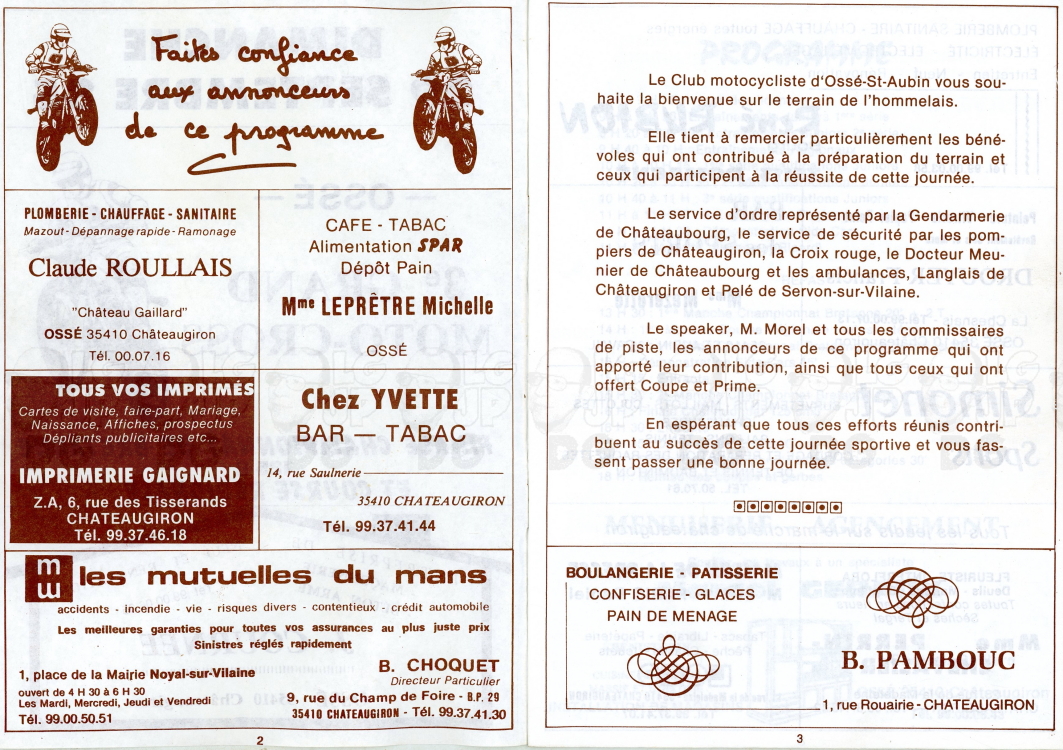 Faites confiance
aux annonceurs
de ce programme
PLOMBERIE - CHAUFFAGE - SANITAIRE
Mazout - Dépannage rapide - Ramonage
Claude ROULLAIS
"Château Gaillard"
OSSÉ 35410 Châteaugiron
Tél. 00.07.16
CAFE - TABAC
Alimentation SPAR
Dépôt Pain
Mme LEPRÊTRE Michelle
OSSÉ
TOUS VOS IMPRIMÉS
Cartes de visite, faire-part, Mariage,
Naissance, Affiches, prospectus
Dépliants publicitaires etc...
IMPRIMERIE GAIGNARD
Z.A, 6, rue des Tisserands
CHATEAUGIRON
Tél. 99.37.46.18
Chez YVETTE
BAR — TABAC
14, rue Saulnerie
35410 CHATEAUGIRON
Tél. 99.37.41.44
les mutuelles du mans
accidents - incendie - vie - risques divers - contentieux - crédit automobile
Les meilleures garanties pour toutes vos assurances au plus juste prix
Sinistres réglés rapidement
1, place de la Mairie Noyal-sur-Vilaine
ouvert de 4 H 30 à 6 H 30
Les Mardi, Mercredi, Jeudi et Vendredi
Tél. 99.00.50.51
B. CHOQUET
Directeur Particulier
9, rue du Champ de Foire - B.P. 29
35410 CHATEAUGIRON - Tél. 99.37.41.30
2
Le Club motocycliste d'Ossé-St-Aubin vous sou-
haite la bienvenue sur le terrain de l'hommelais.
Elle tient à remercier particulièrement les béné-
voles qui ont contribué à la préparation du terrain et
ceux qui participent à la réussite de cette journée.
Le service d'ordre représenté par la Gendarmerie
de Châteaubourg, le service de sécurité par les pom-
piers de Châteaugiron, la Croix rouge, le Docteur Meu-
nier de Châteaubourg et les ambulances, Langlais de
Châteaugiron et Pelé de Servon-sur-Vilaine.
Le speaker, M. Morel et tous les commissaires
de piste, les annonceurs de ce programme qui ont
apporté leur contribution, ainsi que tous ceux qui ont
offert Coupe et Prime.
En espérant que tous ces efforts réunis contri-
buent au succès de cette journée sportive et vous fas-
sent passer une bonne journée.
BOULANGERIE - PATISSERIE
CONFISERIE - GLACES
PAIN DE MENAGE
B. PAMBOUC
1, rue Rouairie - CHATEAUGIRON
3